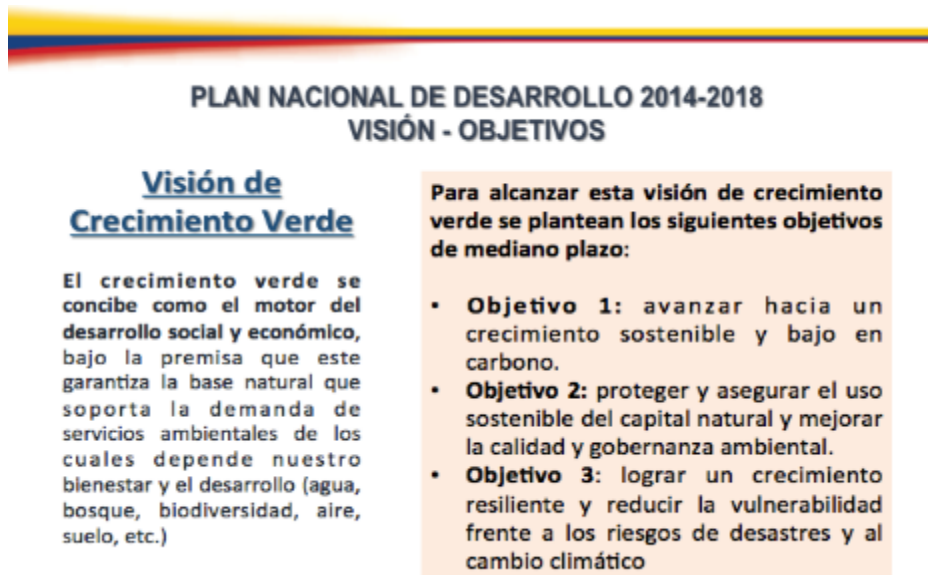 PLAN NACIONAL DE DESARROLLO 2014-2018
VISIÓN - OBJETIVOS
Visión de
Crecimiento Verde
El crecimiento verde se
concibe como el motor del
desarrollo social y económico,
bajo la premisa que este
garantiza la base natural que
soporta la demanda de
servicios ambientales de los
cuales depende nuestro
bienestar y el desarrollo (agua,
bosque, biodiversidad, aire,
suelo, etc.)
Para alcanzar esta visión de crecimiento
verde se plantean los siguientes objetivos
de mediano plazo:
• Objetivo 1: avanzar hacia un
crecimiento sostenible y bajo en
carbono.
• Objetivo 2: proteger y asegurar el uso
sostenible del capital natural y mejorar
la calidad y gobernanza ambiental.
• Objetivo 3: lograr un crecimiento
resiliente y reducir la vulnerabilidad
frente a los riesgos de desastres y al
cambio climático